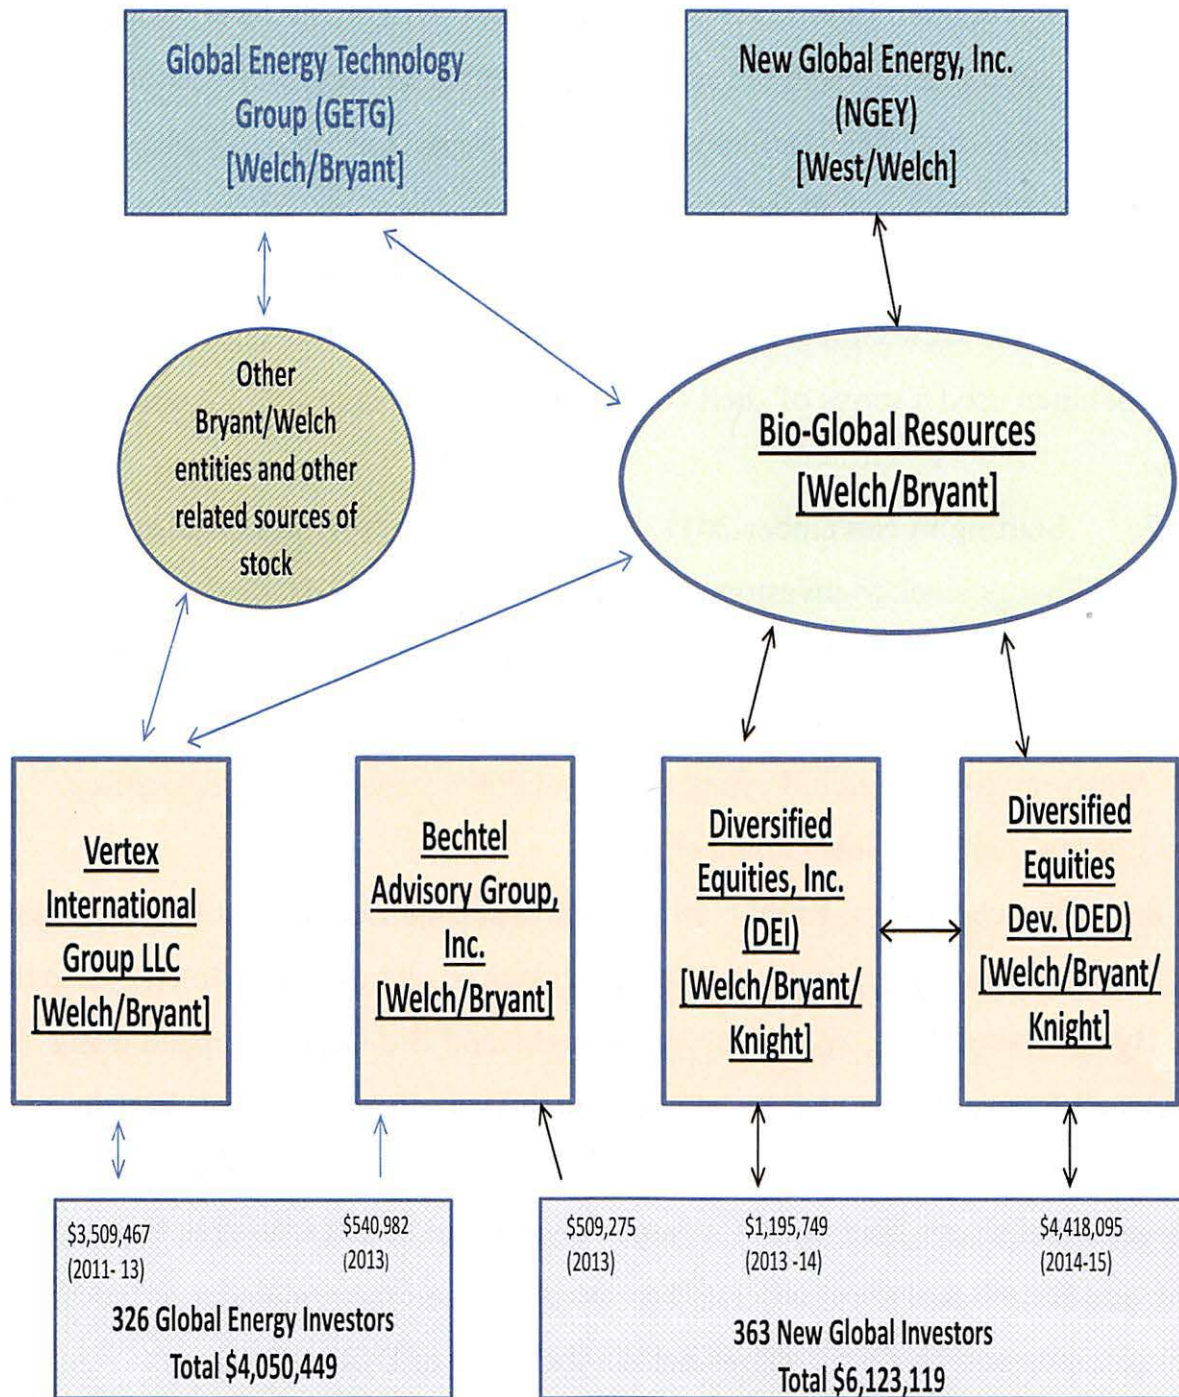 Global Energy Technology
Group (GETG)
[Welch/Bryant]
New Global Energy, Inc.
(NGEY)
[West/Welch]
Other
Bryant/Welch
entities and other
related sources of
stock
Bio-Global Resources
[Welch/Bryant]
Vertex
International
Group LLC
[Welch/Bryant]
Bechtel
Advisory Group,
Inc.
[Welch/Bryant]
Diversified
Equities, Inc.
(DEI)
[Welch/Bryant/
Knight]
Diversified
Equities
Dev. (DED)
[Welch/Bryant/
Knight]
$3,509,467
(2011- 13)
$540,982
(2013)
326 Global Energy Investors
Total $4,050,449
$509,275
(2013)
$1,195,749
(2013 -14)
$4,418,095
(2014-15)
363 New Global Investors
Total $6,123,119